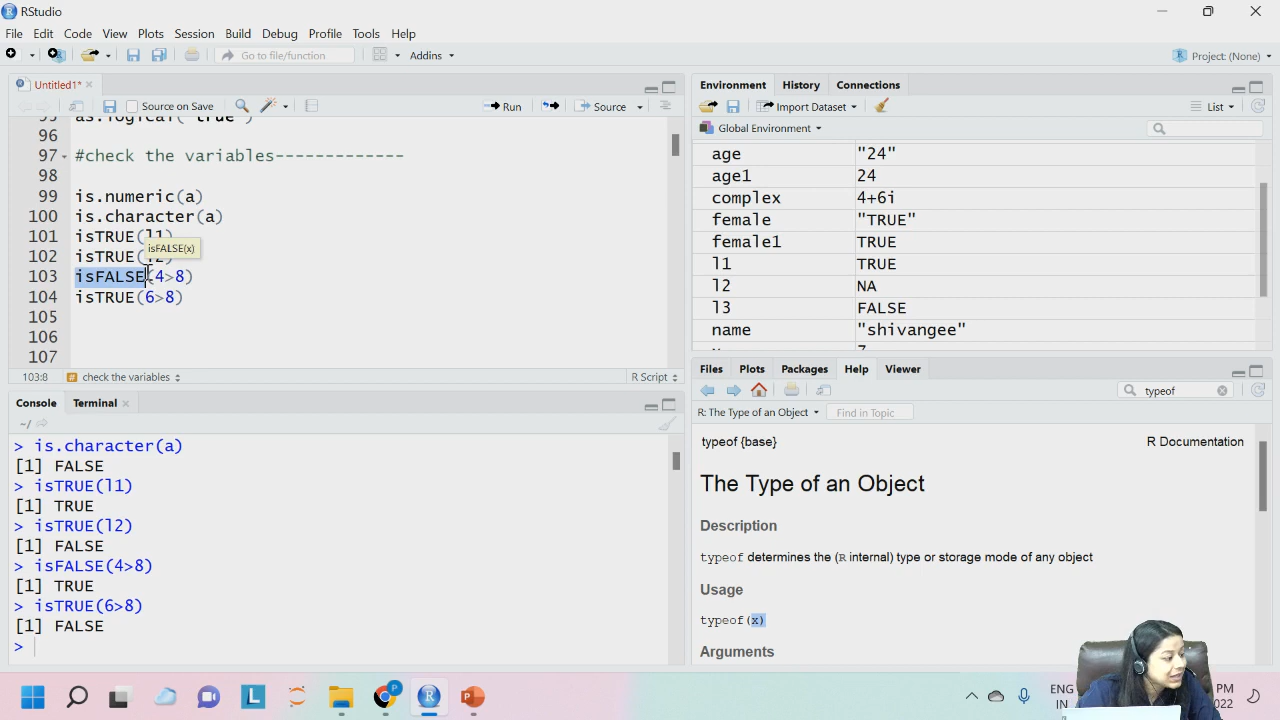 RStudio
File Edit Code View Plots Session Build Debug Profile Tools Help
Go to file/function Addins Project: (None)
Untitled1*
Source on Save Run Source
95 as.logical("true")
96
97 #check the variables-------------
98
99 is.numeric(a)
100 is.character(a)
101 isTRUE(l1)
isFALSE(x)
102 isTRUE(l2)
103 isFALSE(4>8)
104 isTRUE(6>8)
105
106
107
103:8 # check the variables R Script
Console Terminal
~/
> is.character(a)
[1] FALSE
> isTRUE(l1)
[1] TRUE
> isTRUE(l2)
[1] FALSE
> isFALSE(4>8)
[1] TRUE
> isTRUE(6>8)
[1] FALSE
>
Environment History Connections
Import Dataset List
Global Environment
age "24"
age1 24
complex 4+6i
female "TRUE"
female1 TRUE
l1 TRUE
l2 NA
l3 FALSE
name "shivangee"
Files Plots Packages Help Viewer
typeof
R: The Type of an Object Find in Topic
typeof {base} R Documentation
The Type of an Object
Description
typeof determines the (R internal) type or storage mode of any object
Usage
typeof(x)
Arguments
L R P
ENG
IN
PM
022